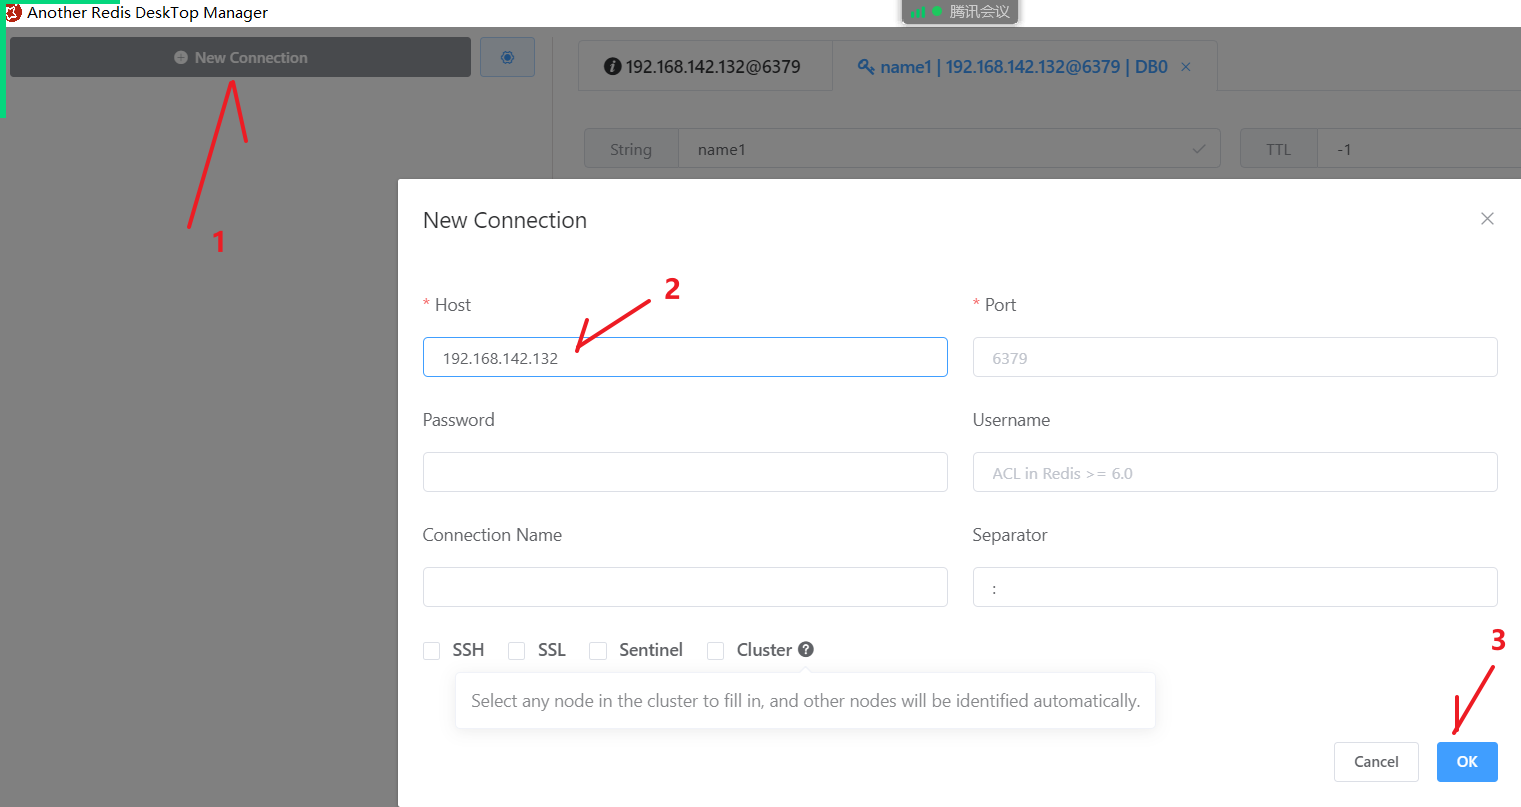 Another Redis DeskTop Manager
腾讯会议
New Connection
192.168.142.132@6379
name1 | 192.168.142.132@6379 | DB0
String name1 TTL -1
1
New Connection
2
* Host * Port
192.168.142.132 6379
Password Username
ACL in Redis >= 6.0
Connection Name Separator
:
SSH SSL Sentinel Cluster ?
3
Select any node in the cluster to fill in, and other nodes will be identified automatically.
Cancel OK